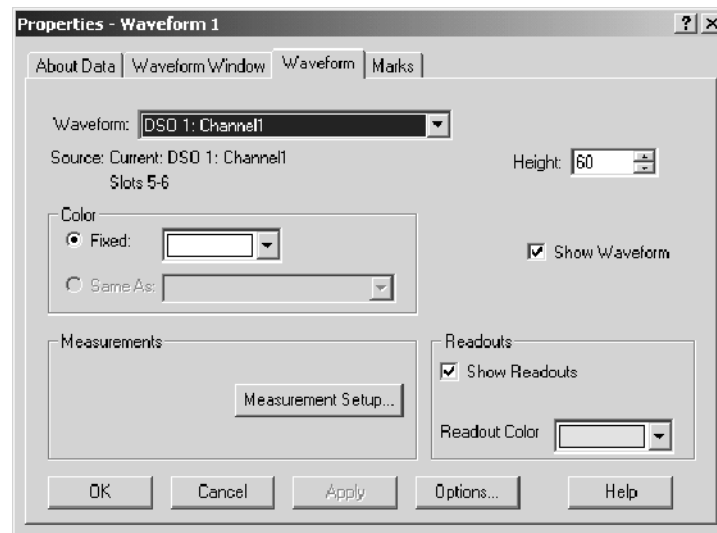 Properties - Waveform 1
About Data Waveform Window Waveform Marks
Waveform: DSO 1: Channel1
Source: Current: DSO 1: Channel1
Slots 5-6
Height: 60
Color
Fixed:
Show Waveform
Same As:
Measurements
Readouts
Show Readouts
Measurement Setup...
Readout Color
OK Cancel Apply Options... Help